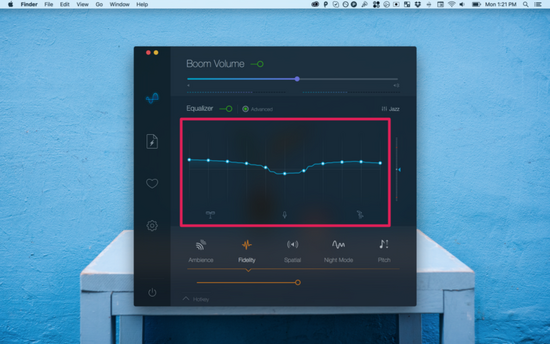 Finder File Edit View Go Window Help Mon 1:21 PM
Boom Volume
Equalizer Advanced Jazz
Ambience Fidelity Spatial Night Mode Pitch
Hotkey